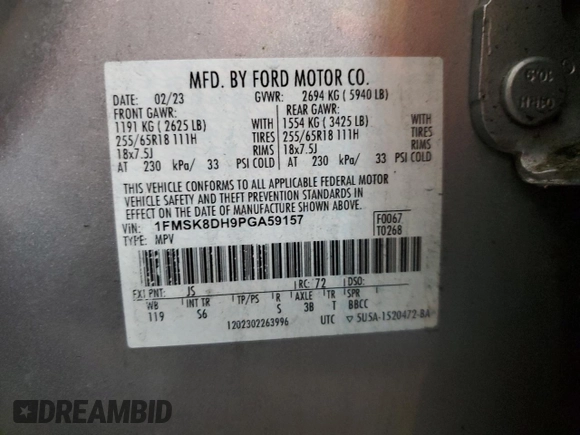 MFD. BY FORD MOTOR CO.
DATE: 02/23 GVWR: 2694 KG ( 5940 LB)
FRONT GAWR: REAR GAWR:
1191 KG ( 2625 LB) WITH 1554 KG ( 3425 LB) WITH
255/65R18 111H TIRES 255/65R18 111H TIRES
18x7.5J RIMS 18x7.5J RIMS
AT 230 kPa/ 33 PSI COLD AT 230 kPa/ 33 PSI COLD
THIS VEHICLE CONFORMS TO ALL APPLICABLE FEDERAL MOTOR
VEHICLE SAFETY AND THEFT PREVENTION STANDARDS IN
EFFECT ON THE DATE OF MANUFACTURE SHOWN ABOVE.
VIN: 1FMSK8DH9PGA59157 F0067
TYPE: MPV T0268
EXT PNT: JS RC: 72 DSO:
WB INT TR TP/PS R AXLE TR SPR
119 S6 S 3B T BBCC
1202302263996 UTC ▽ 5U5A-1520472-BA
DREAMBID